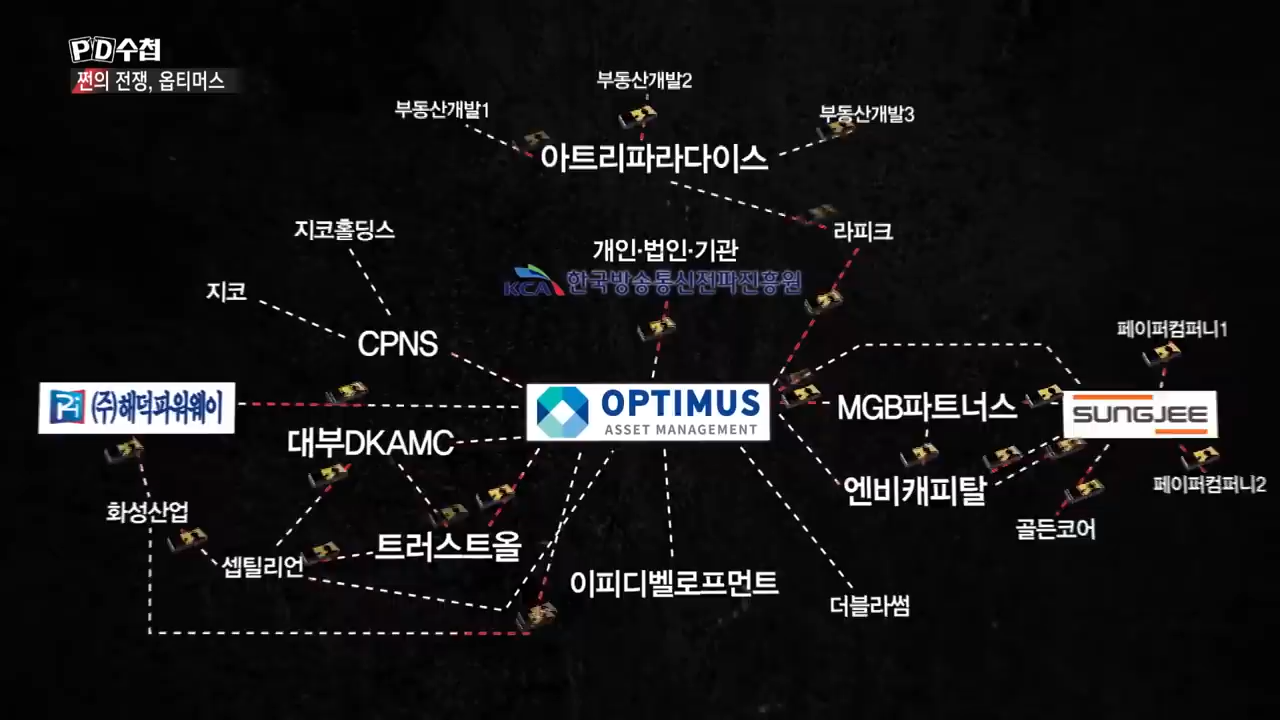 PD수첩
쩐의 전쟁, 옵티머스
부동산개발1
부동산개발2
부동산개발3
아트리파라다이스
지코홀딩스
개인·법인·기관
라피크
KCA 한국방송통신전파진흥원
지코
CPNS
페이퍼컴퍼니1
(주)해덕파워웨이
OPTIMUS
ASSET MANAGEMENT
MGB파트너스
SUNGJEE
대부DKAMC
엔비캐피탈
페이퍼컴퍼니2
화성산업
골든코어
트러스트올
셉틸리언
이피디벨로프먼트
더블라썸